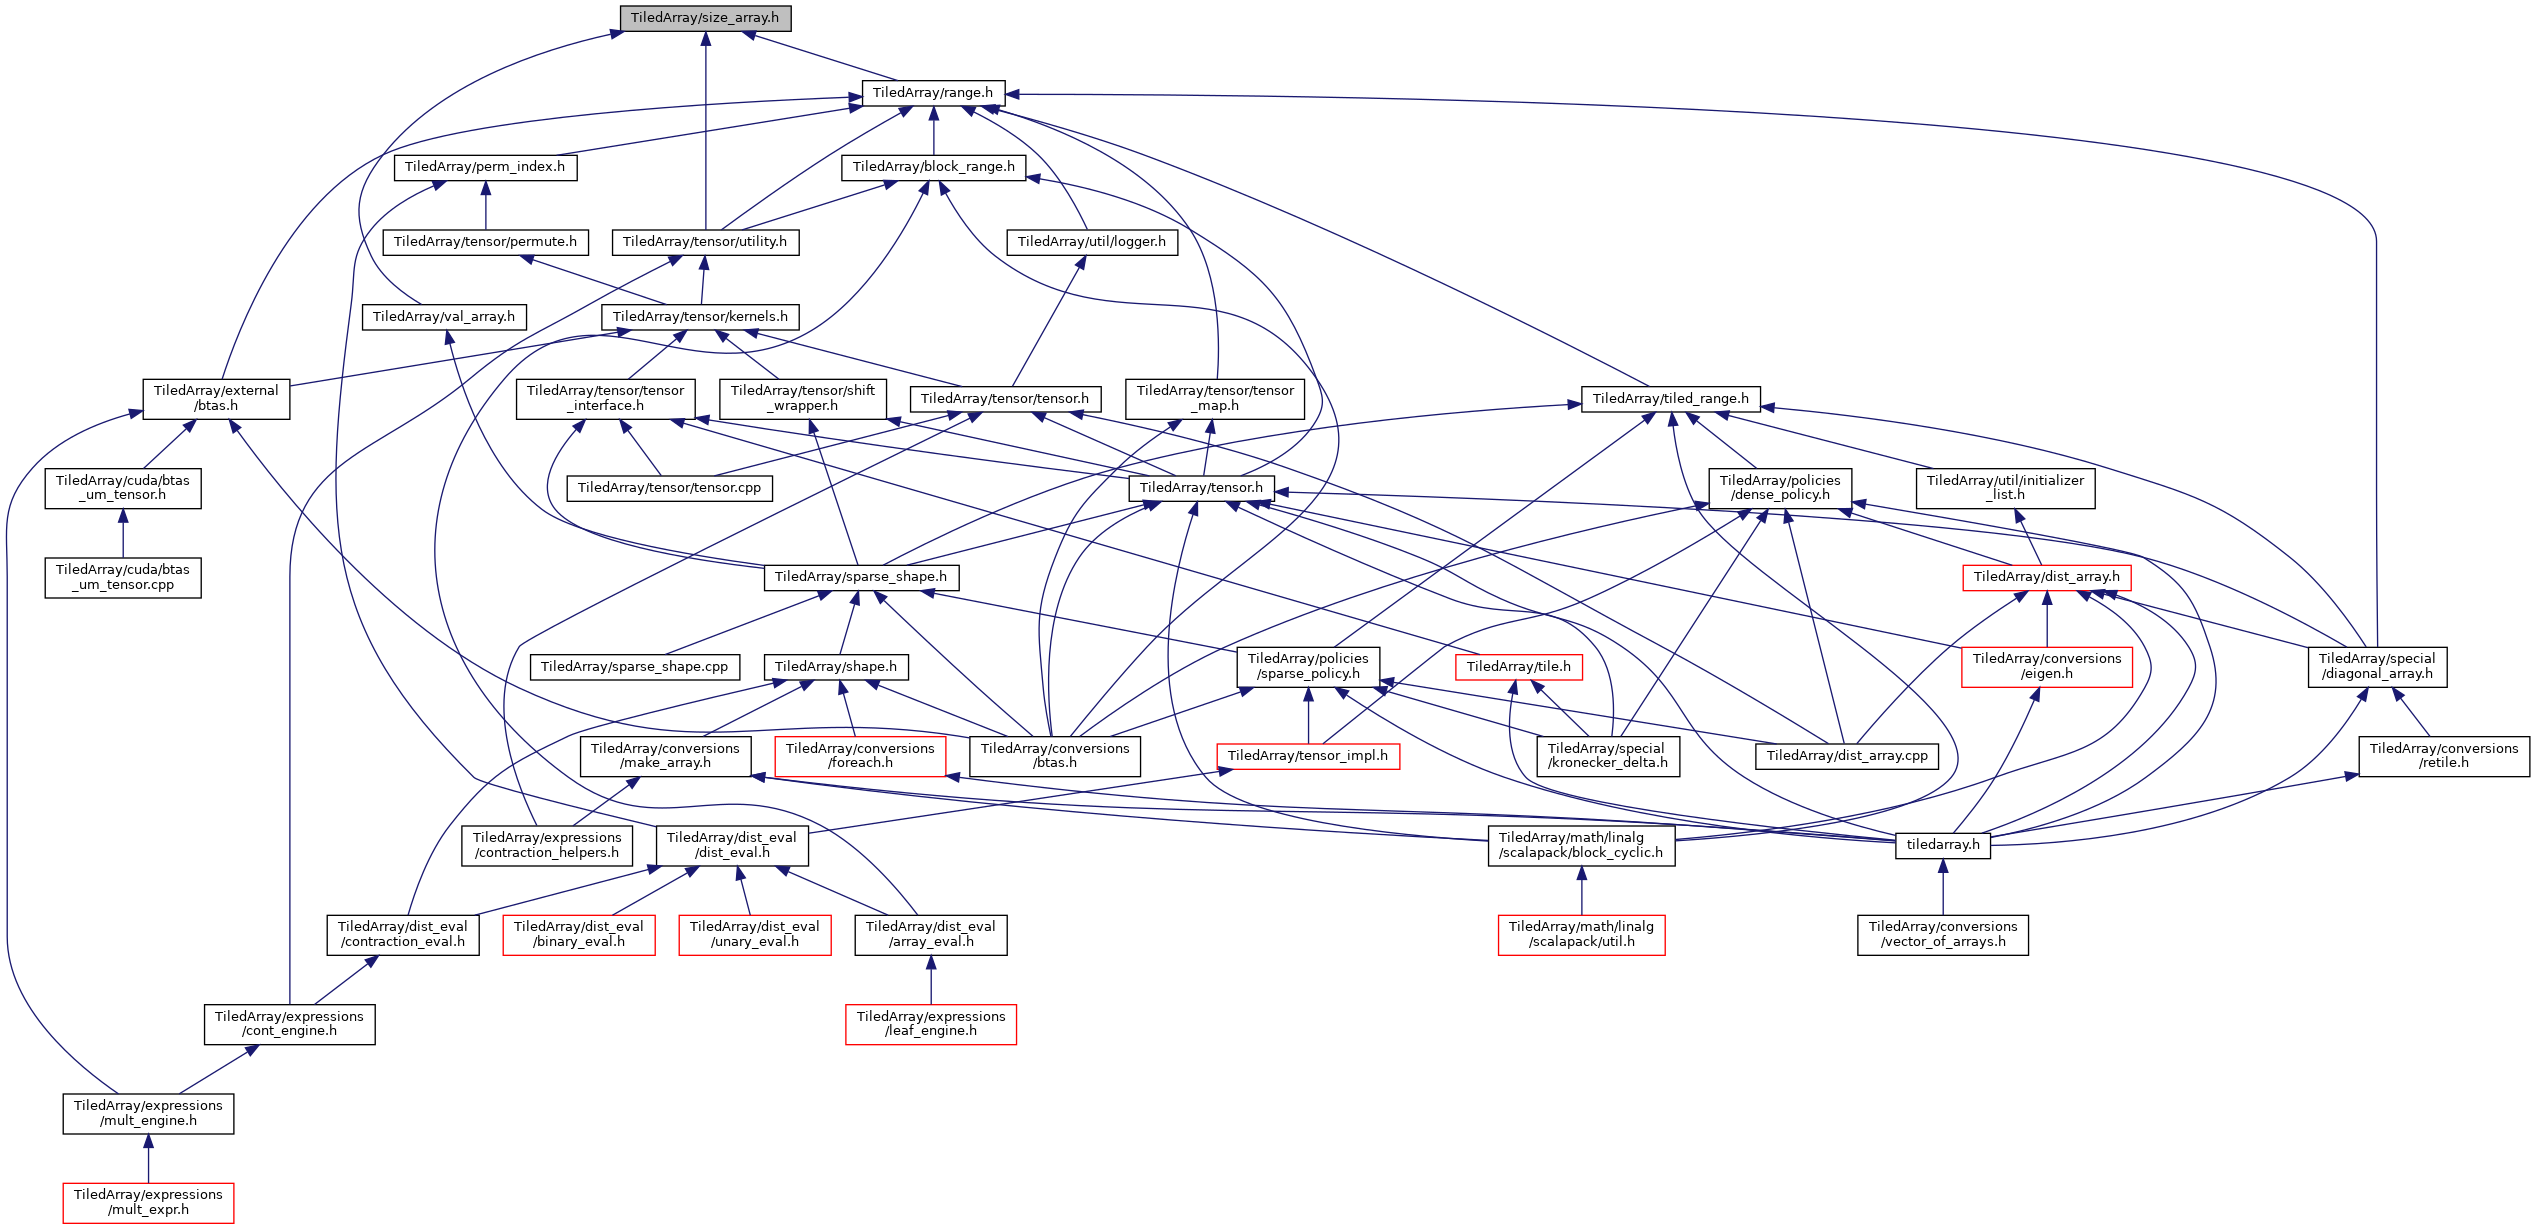 TiledArray/size_array.h
TiledArray/range.h
TiledArray/perm_index.h
TiledArray/block_range.h
TiledArray/tensor/permute.h
TiledArray/tensor/utility.h
TiledArray/util/logger.h
TiledArray/val_array.h
TiledArray/tensor/kernels.h
TiledArray/external
/btas.h
TiledArray/tensor/tensor
_interface.h
TiledArray/tensor/shift
_wrapper.h
TiledArray/tensor/tensor.h
TiledArray/tensor/tensor
_map.h
TiledArray/tiled_range.h
TiledArray/cuda/btas
_um_tensor.h
TiledArray/tensor/tensor.cpp
TiledArray/tensor.h
TiledArray/policies
/dense_policy.h
TiledArray/util/initializer
_list.h
TiledArray/cuda/btas
_um_tensor.cpp
TiledArray/sparse_shape.h
TiledArray/dist_array.h
TiledArray/sparse_shape.cpp
TiledArray/shape.h
TiledArray/policies
/sparse_policy.h
TiledArray/tile.h
TiledArray/conversions
/eigen.h
TiledArray/special
/diagonal_array.h
TiledArray/conversions
/make_array.h
TiledArray/conversions
/foreach.h
TiledArray/conversions
/btas.h
TiledArray/tensor_impl.h
TiledArray/special
/kronecker_delta.h
TiledArray/dist_array.cpp
TiledArray/conversions
/retile.h
TiledArray/expressions
/contraction_helpers.h
TiledArray/dist_eval
/dist_eval.h
TiledArray/math/linalg
/scalapack/block_cyclic.h
tiledarray.h
TiledArray/dist_eval
/contraction_eval.h
TiledArray/dist_eval
/binary_eval.h
TiledArray/dist_eval
/unary_eval.h
TiledArray/dist_eval
/array_eval.h
TiledArray/math/linalg
/scalapack/util.h
TiledArray/conversions
/vector_of_arrays.h
TiledArray/expressions
/cont_engine.h
TiledArray/expressions
/leaf_engine.h
TiledArray/expressions
/mult_engine.h
TiledArray/expressions
/mult_expr.h